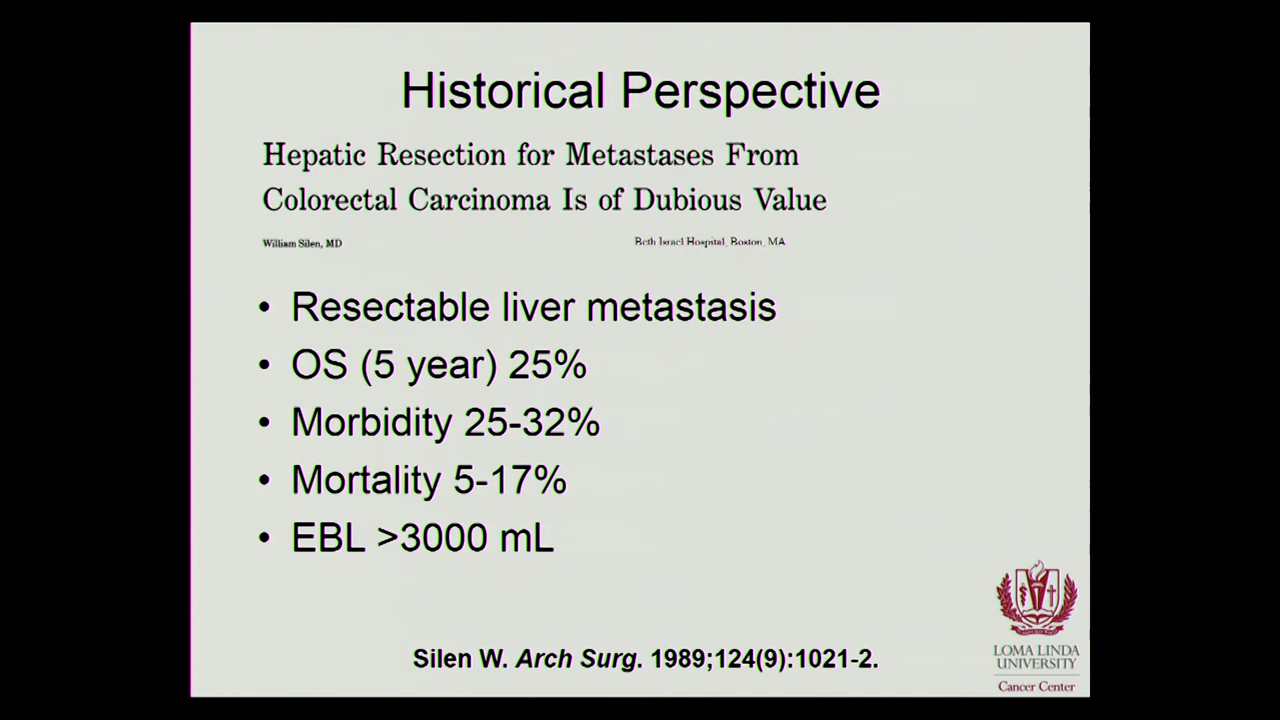 Historical Perspective
Hepatic Resection for Metastases From
Colorectal Carcinoma Is of Dubious Value
William Silen, MD
Beth Israel Hospital, Boston, MA
• Resectable liver metastasis
• OS (5 year) 25%
• Morbidity 25-32%
• Mortality 5-17%
• EBL >3000 mL
Silen W. Arch Surg. 1989;124(9):1021-2.
LOMA LINDA
UNIVERSITY
Cancer Center